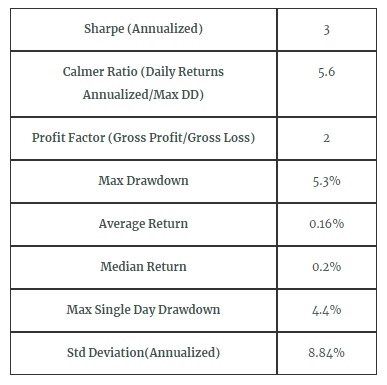 Sharpe (Annualized) 3
Calmer Ratio (Daily Returns 5.6
Annualized/Max DD)
Profit Factor (Gross Profit/Gross Loss) 2
Max Drawdown 5.3%
Average Return 0.16%
Median Return 0.2%
Max Single Day Drawdown 4.4%
Std Deviation(Annualized) 8.84%